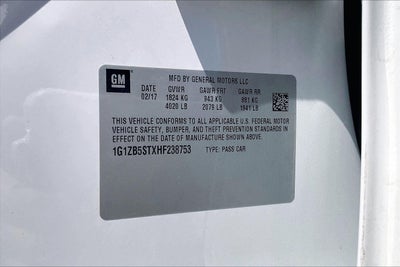 GM
MFD BY GENERAL MOTORS LLC
DATE GVWR GAWR FRT GAWR RR
02/17 1824 KG 943 KG 881 KG
4020 LB 2079 LB 1941 LB
THIS VEHICLE CONFORMS TO ALL APPLICABLE U.S. FEDERAL MOTOR
VEHICLE SAFETY, BUMPER, AND THEFT PREVENTION STANDARDS IN
EFFECT ON THE DATE OF MANUFACTURE SHOWN ABOVE.
1G1ZB5STXHF238753 TYPE: PASS CAR